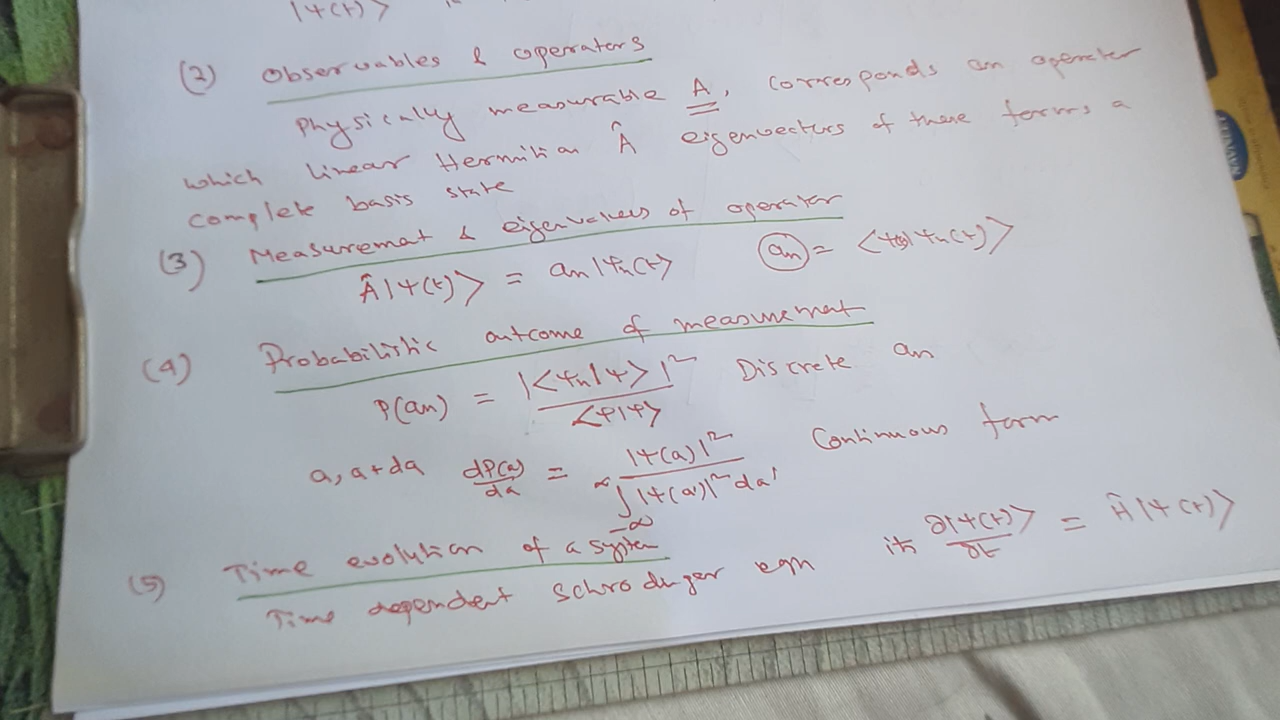 |ψ(t)⟩
(2) Observables & operators
Physically measurable A, corresponds an operator
which linear Hermitian Â eigenvectors of these forms a
complete basis state
(3) Measuremat & eigenvalues of operator
Â|ψ(t)⟩ = an|ψn(t)⟩ an = ⟨ψ(t)|ψn(t)⟩
(4) Probabilistic outcome of measuremat
P(an) = |⟨ψn|ψ⟩|² / ⟨ψ|ψ⟩ Discrete an
a, a+da dP(a)/da = |ψ(a)|² / ∫_{-∞}^{∞} |ψ(a')|² da' Continuous form
(5) Time evolution of a system
Time dependent Schrodinger eqn iħ ∂|ψ(t)⟩/∂t = Ĥ|ψ(t)⟩